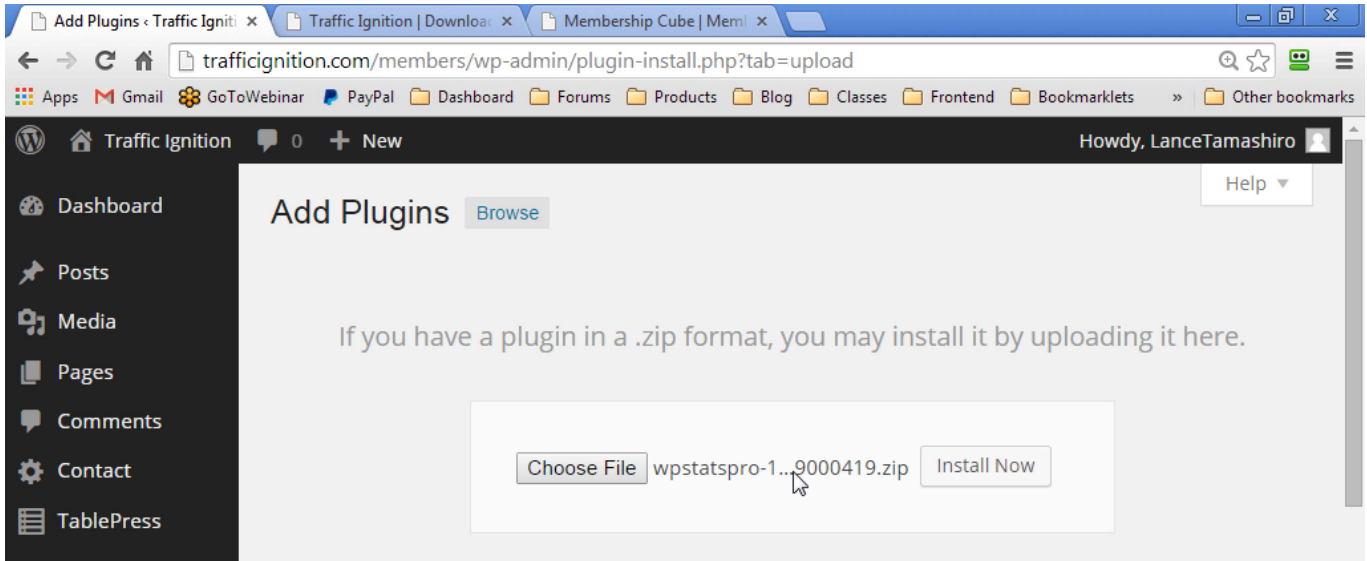 Add Plugins ‹ Traffic Igniti
Traffic Ignition | Downloac
Membership Cube | Meml
trafficignition.com/members/wp-admin/plugin-install.php?tab=upload
Apps Gmail GoToWebinar PayPal Dashboard Forums Products Blog Classes Frontend Bookmarklets » Other bookmarks
Traffic Ignition 0 + New Howdy, LanceTamashiro
Help
Dashboard
Add Plugins Browse
Posts
Media
If you have a plugin in a .zip format, you may install it by uploading it here.
Pages
Comments
Choose File wpstatspro-1...9000419.zip Install Now
Contact
TablePress